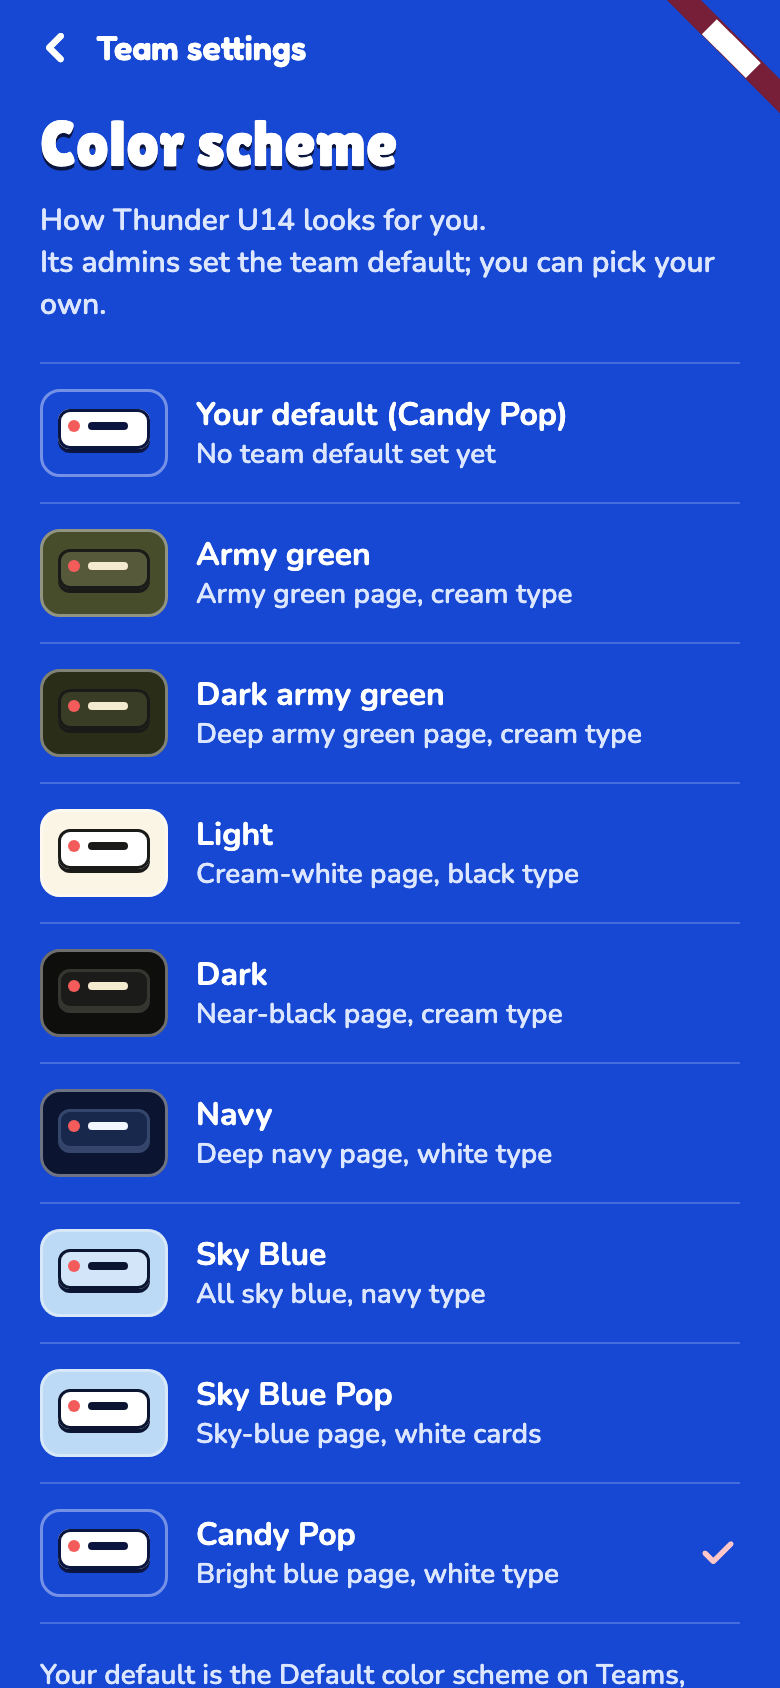 Team settings
Color scheme
How Thunder U14 looks for you.
Its admins set the team default; you can pick your
own.
Your default (Candy Pop)
No team default set yet
Army green
Army green page, cream type
Dark army green
Deep army green page, cream type
Light
Cream-white page, black type
Dark
Near-black page, cream type
Navy
Deep navy page, white type
Sky Blue
All sky blue, navy type
Sky Blue Pop
Sky-blue page, white cards
Candy Pop
Bright blue page, white type
Your default is the Default color scheme on Teams,